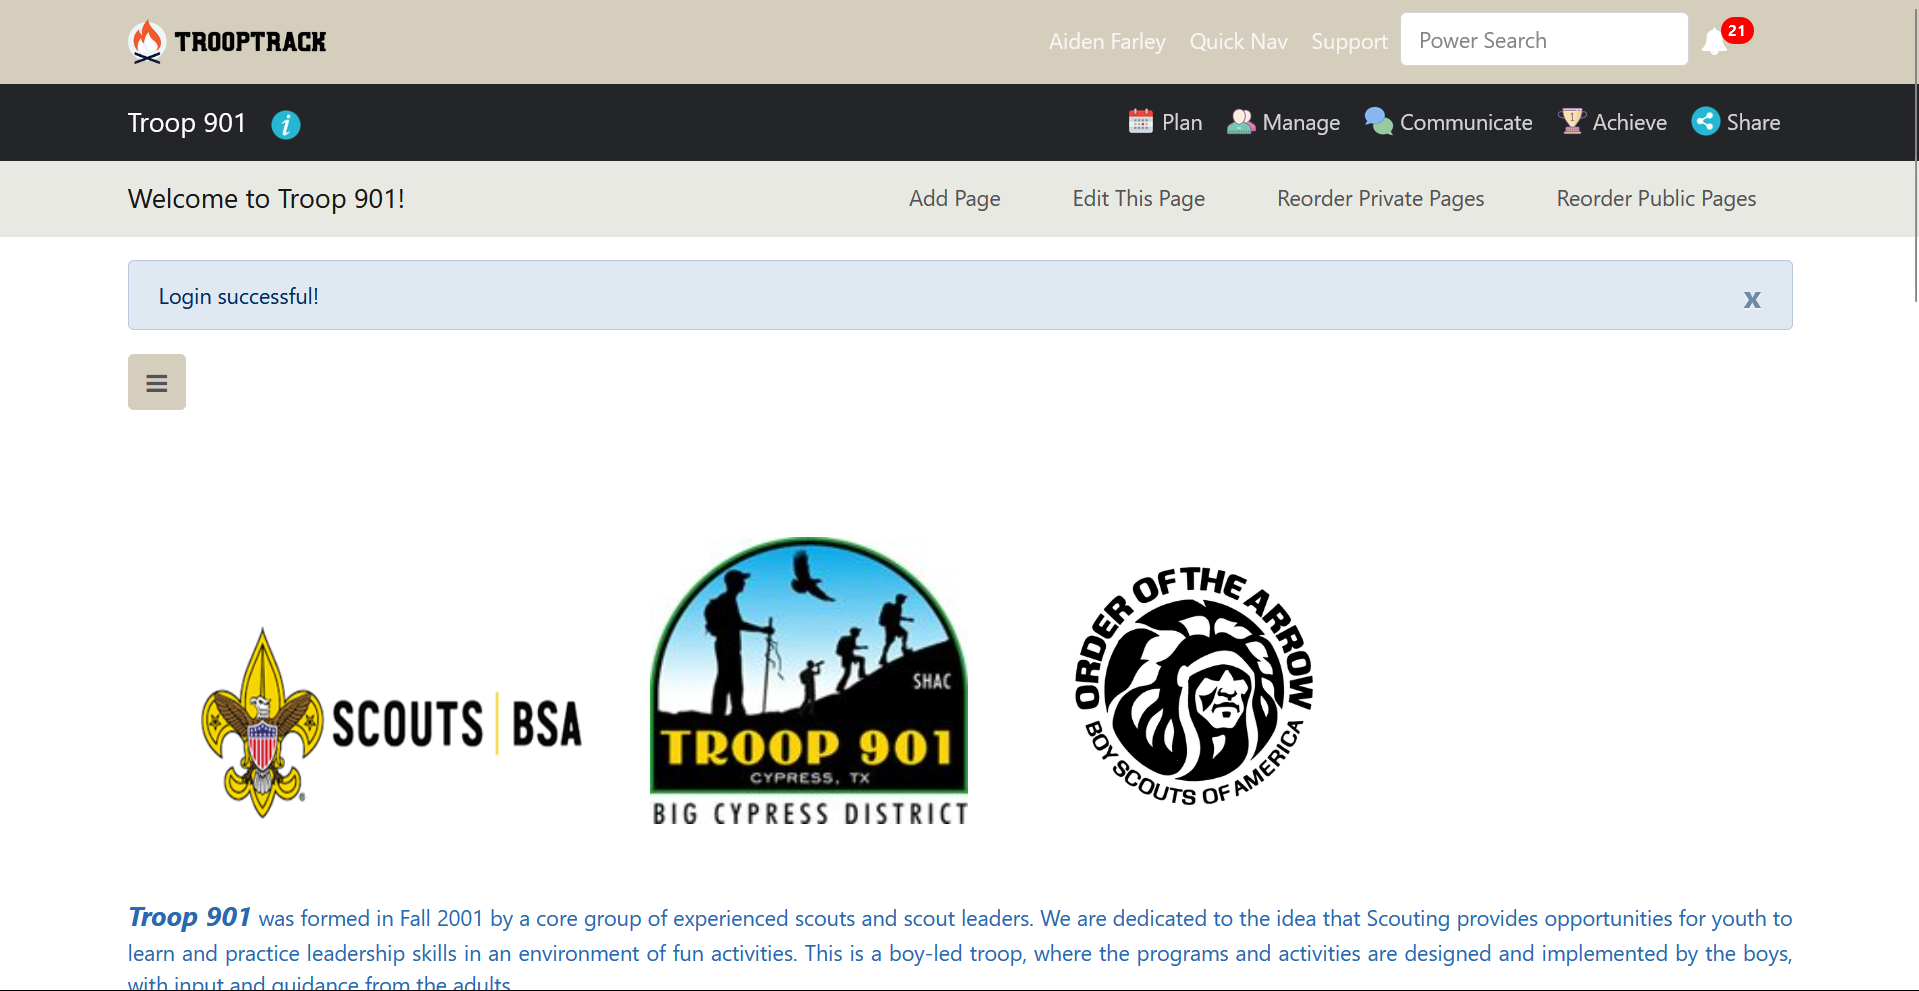 TROOPTRACK
Aiden Farley
Quick Nav
Support
Power Search
21
Troop 901
i
Plan
Manage
Communicate
1
Achieve
Share
Welcome to Troop 901!
Add Page
Edit This Page
Reorder Private Pages
Reorder Public Pages
Login successful!
x
SCOUTS | BSA
®
SHAC
TROOP 901
CYPRESS, TX
BIG CYPRESS DISTRICT
ORDER OF THE ARROW
BOY SCOUTS OF AMERICA
Troop 901 was formed in Fall 2001 by a core group of experienced scouts and scout leaders. We are dedicated to the idea that Scouting provides opportunities for youth to
learn and practice leadership skills in an environment of fun activities. This is a boy-led troop, where the programs and activities are designed and implemented by the boys,
with input and guidance from the adults.